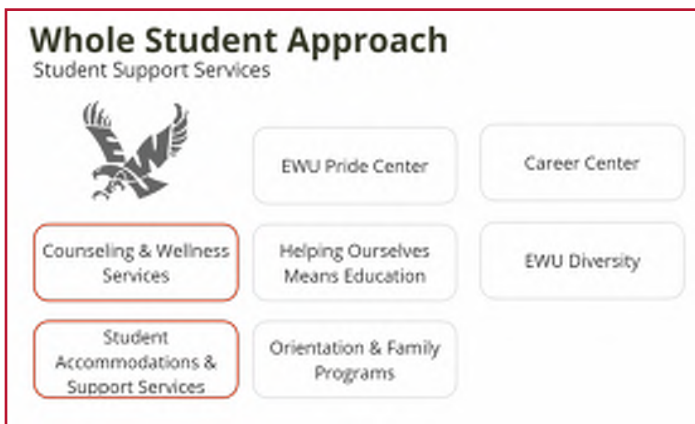 Whole Student Approach
Student Support Services
EWU
EWU Pride Center
Career Center
Counseling & Wellness
Services
Helping Ourselves
Means Education
EWU Diversity
Student
Accommodations &
Support Services
Orientation & Family
Programs